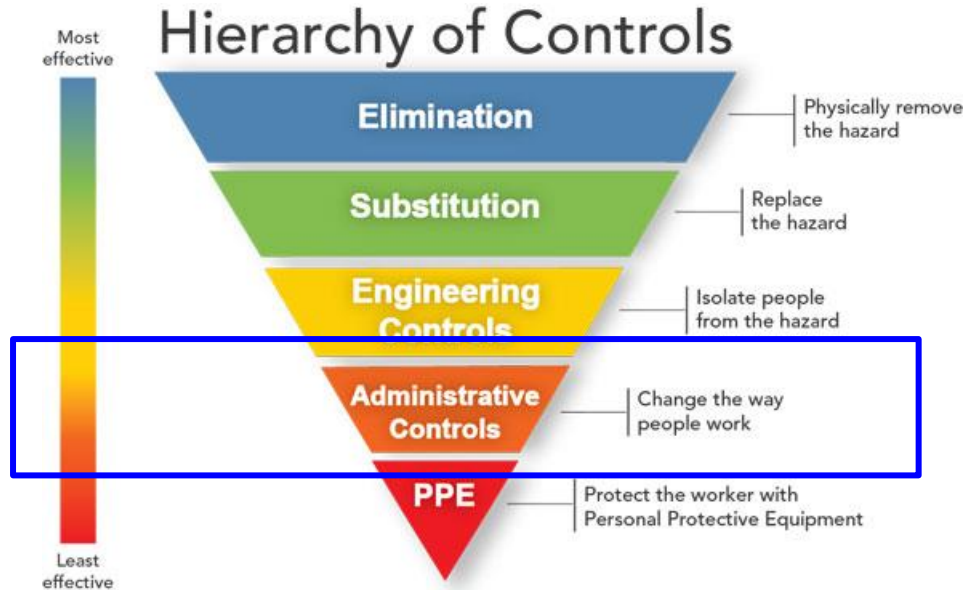 Hierarchy of Controls
Most
effective
Elimination
Physically remove
the hazard
Substitution
Replace
the hazard
Engineering
Controls
Isolate people
from the hazard
Administrative
Controls
Change the way
people work
PPE
Protect the worker with
Personal Protective Equipment
Least
effective